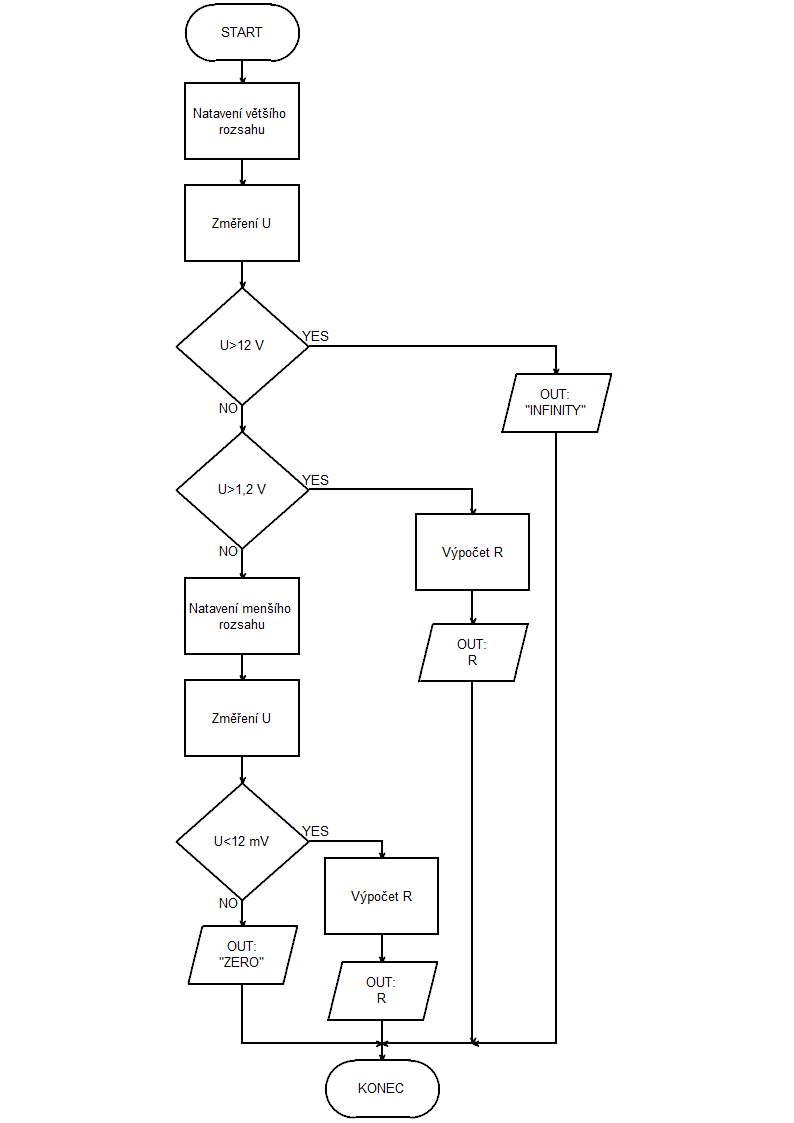 START
Natavení většího
rozsahu
Změření U
U>12 V
YES
OUT:
"INFINITY"
NO
U>1,2 V
YES
Výpočet R
OUT:
R
NO
Natavení menšího
rozsahu
Změření U
U<12 mV
YES
Výpočet R
OUT:
R
NO
OUT:
"ZERO"
KONEC